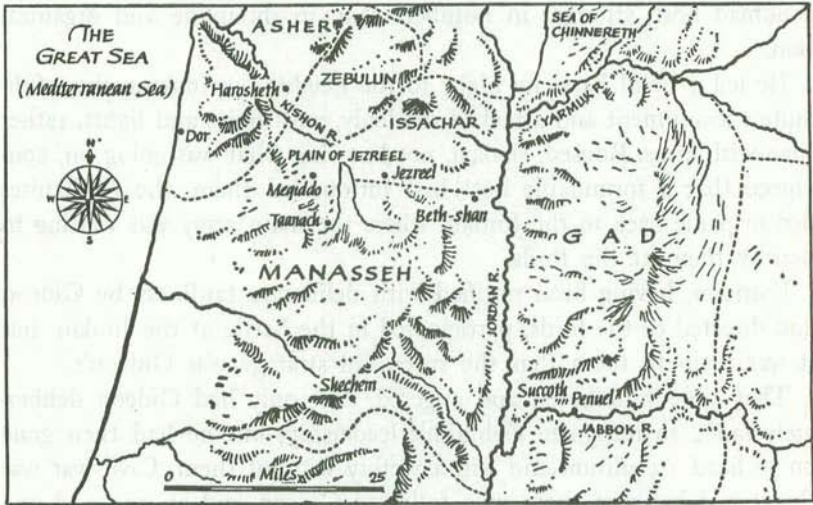 ASHER
SEA OF
CHINNERETH
THE
GREAT SEA
(Mediterranean Sea)
ZEBULUN
Harosheth
KISHON R.
ISSACHAR
YARMUK R.
Dor
PLAIN OF JEZREEL
Jezreel
Megiddo
Taanach
Beth-shan
N
W E
S
GAD
MANASSEH
JORDAN R.
Shechem
Succoth
Penuel
JABBOK R.
Miles 25